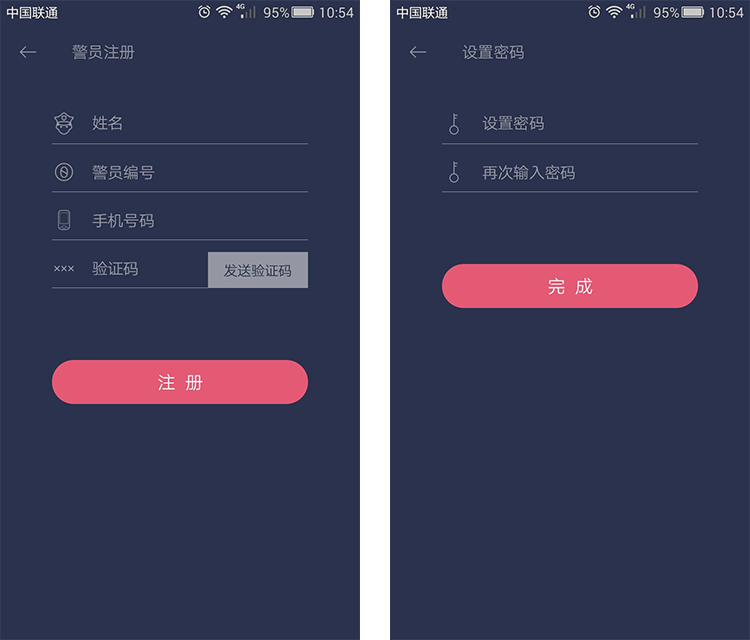 中国联通 4G 95% 10:54
警员注册
姓名
警员编号
手机号码
××× 验证码 发送验证码
注 册
中国联通 4G 95% 10:54
设置密码
设置密码
再次输入密码
完 成